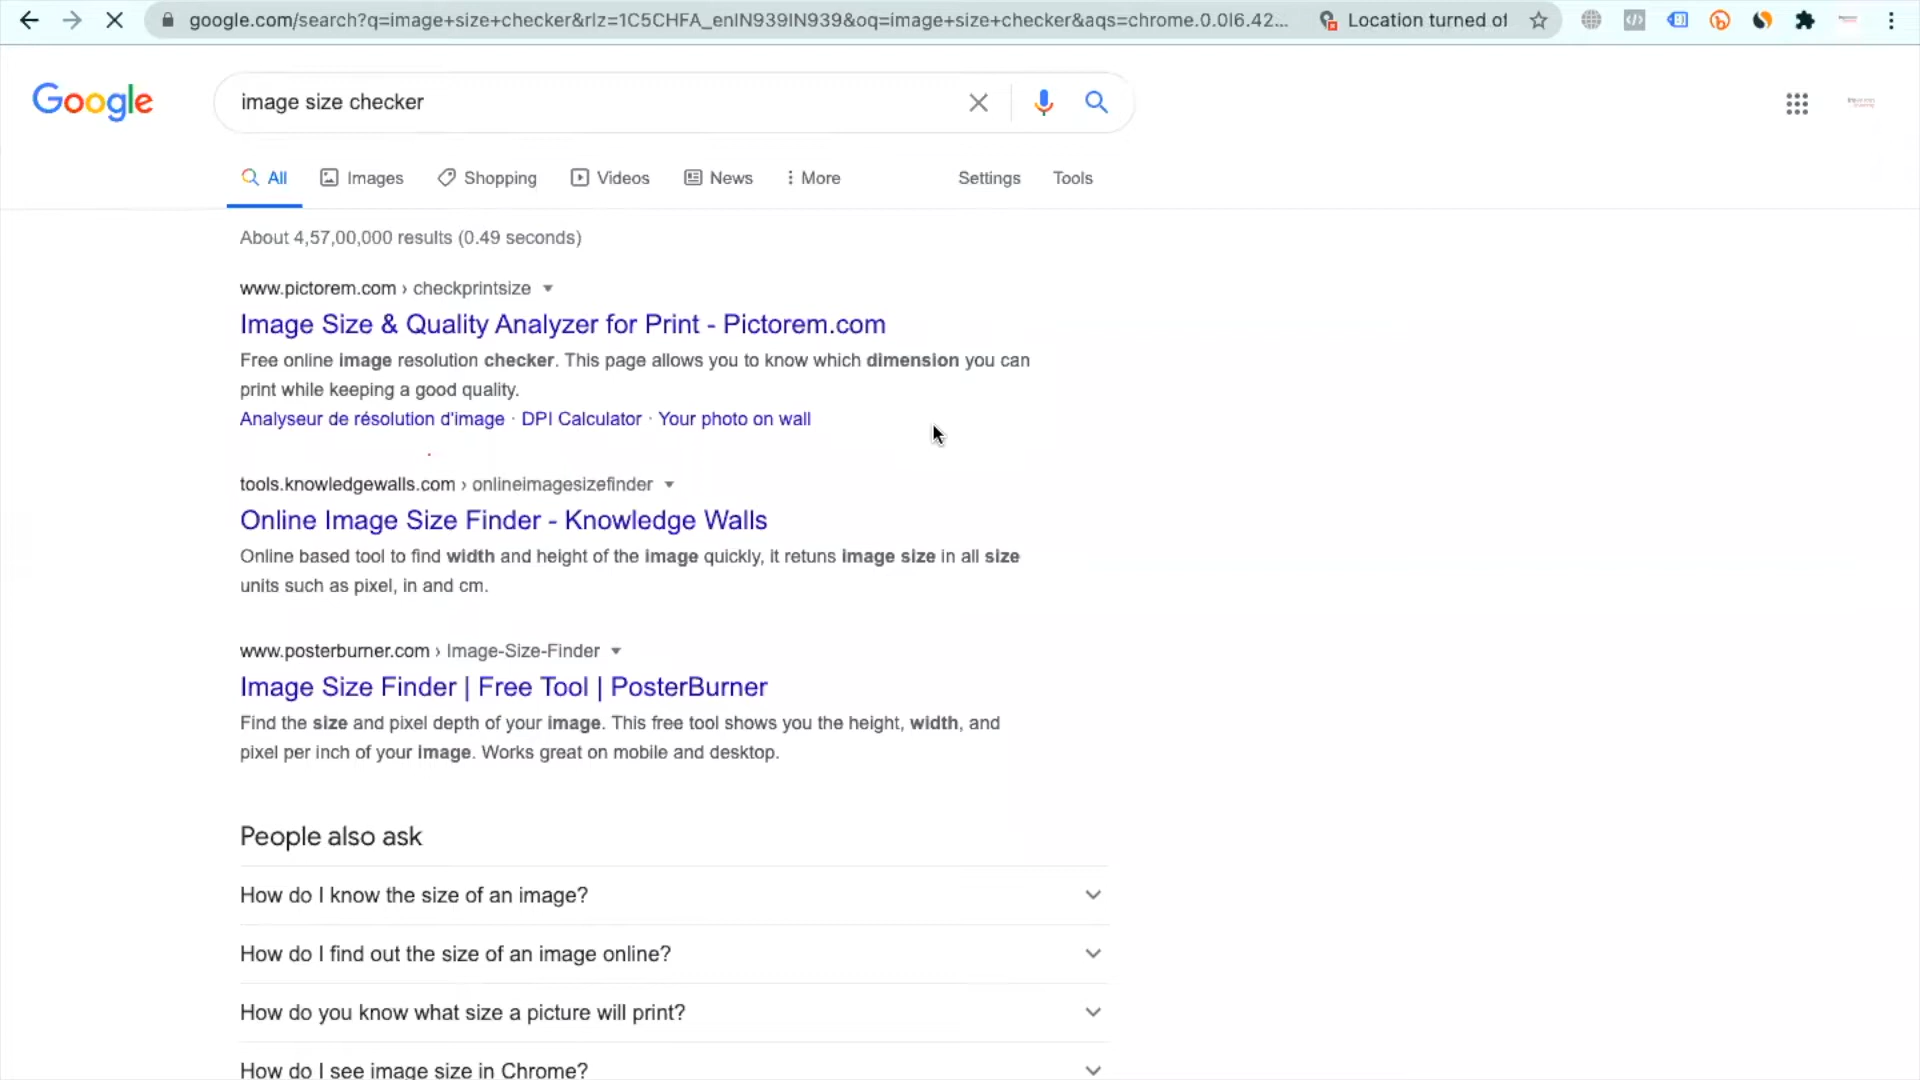 google.com/search?q=image+size+checker&rlz=1C5CHFA_enIN939IN939&oq=image+size+checker&aqs=chrome.0.0l6.42...
Location turned of
Google
image size checker
All
Images
Shopping
Videos
News
More
Settings
Tools
About 4,57,00,000 results (0.49 seconds)
www.pictorem.com › checkprintsize
Image Size & Quality Analyzer for Print - Pictorem.com
Free online image resolution checker. This page allows you to know which dimension you can
print while keeping a good quality.
Analyseur de résolution d'image · DPI Calculator · Your photo on wall
tools.knowledgewalls.com › onlineimagesizefinder
Online Image Size Finder - Knowledge Walls
Online based tool to find width and height of the image quickly, it retuns image size in all size
units such as pixel, in and cm.
www.posterburner.com › Image-Size-Finder
Image Size Finder | Free Tool | PosterBurner
Find the size and pixel depth of your image. This free tool shows you the height, width, and
pixel per inch of your image. Works great on mobile and desktop.
People also ask
How do I know the size of an image?
How do I find out the size of an image online?
How do you know what size a picture will print?
How do I see image size in Chrome?